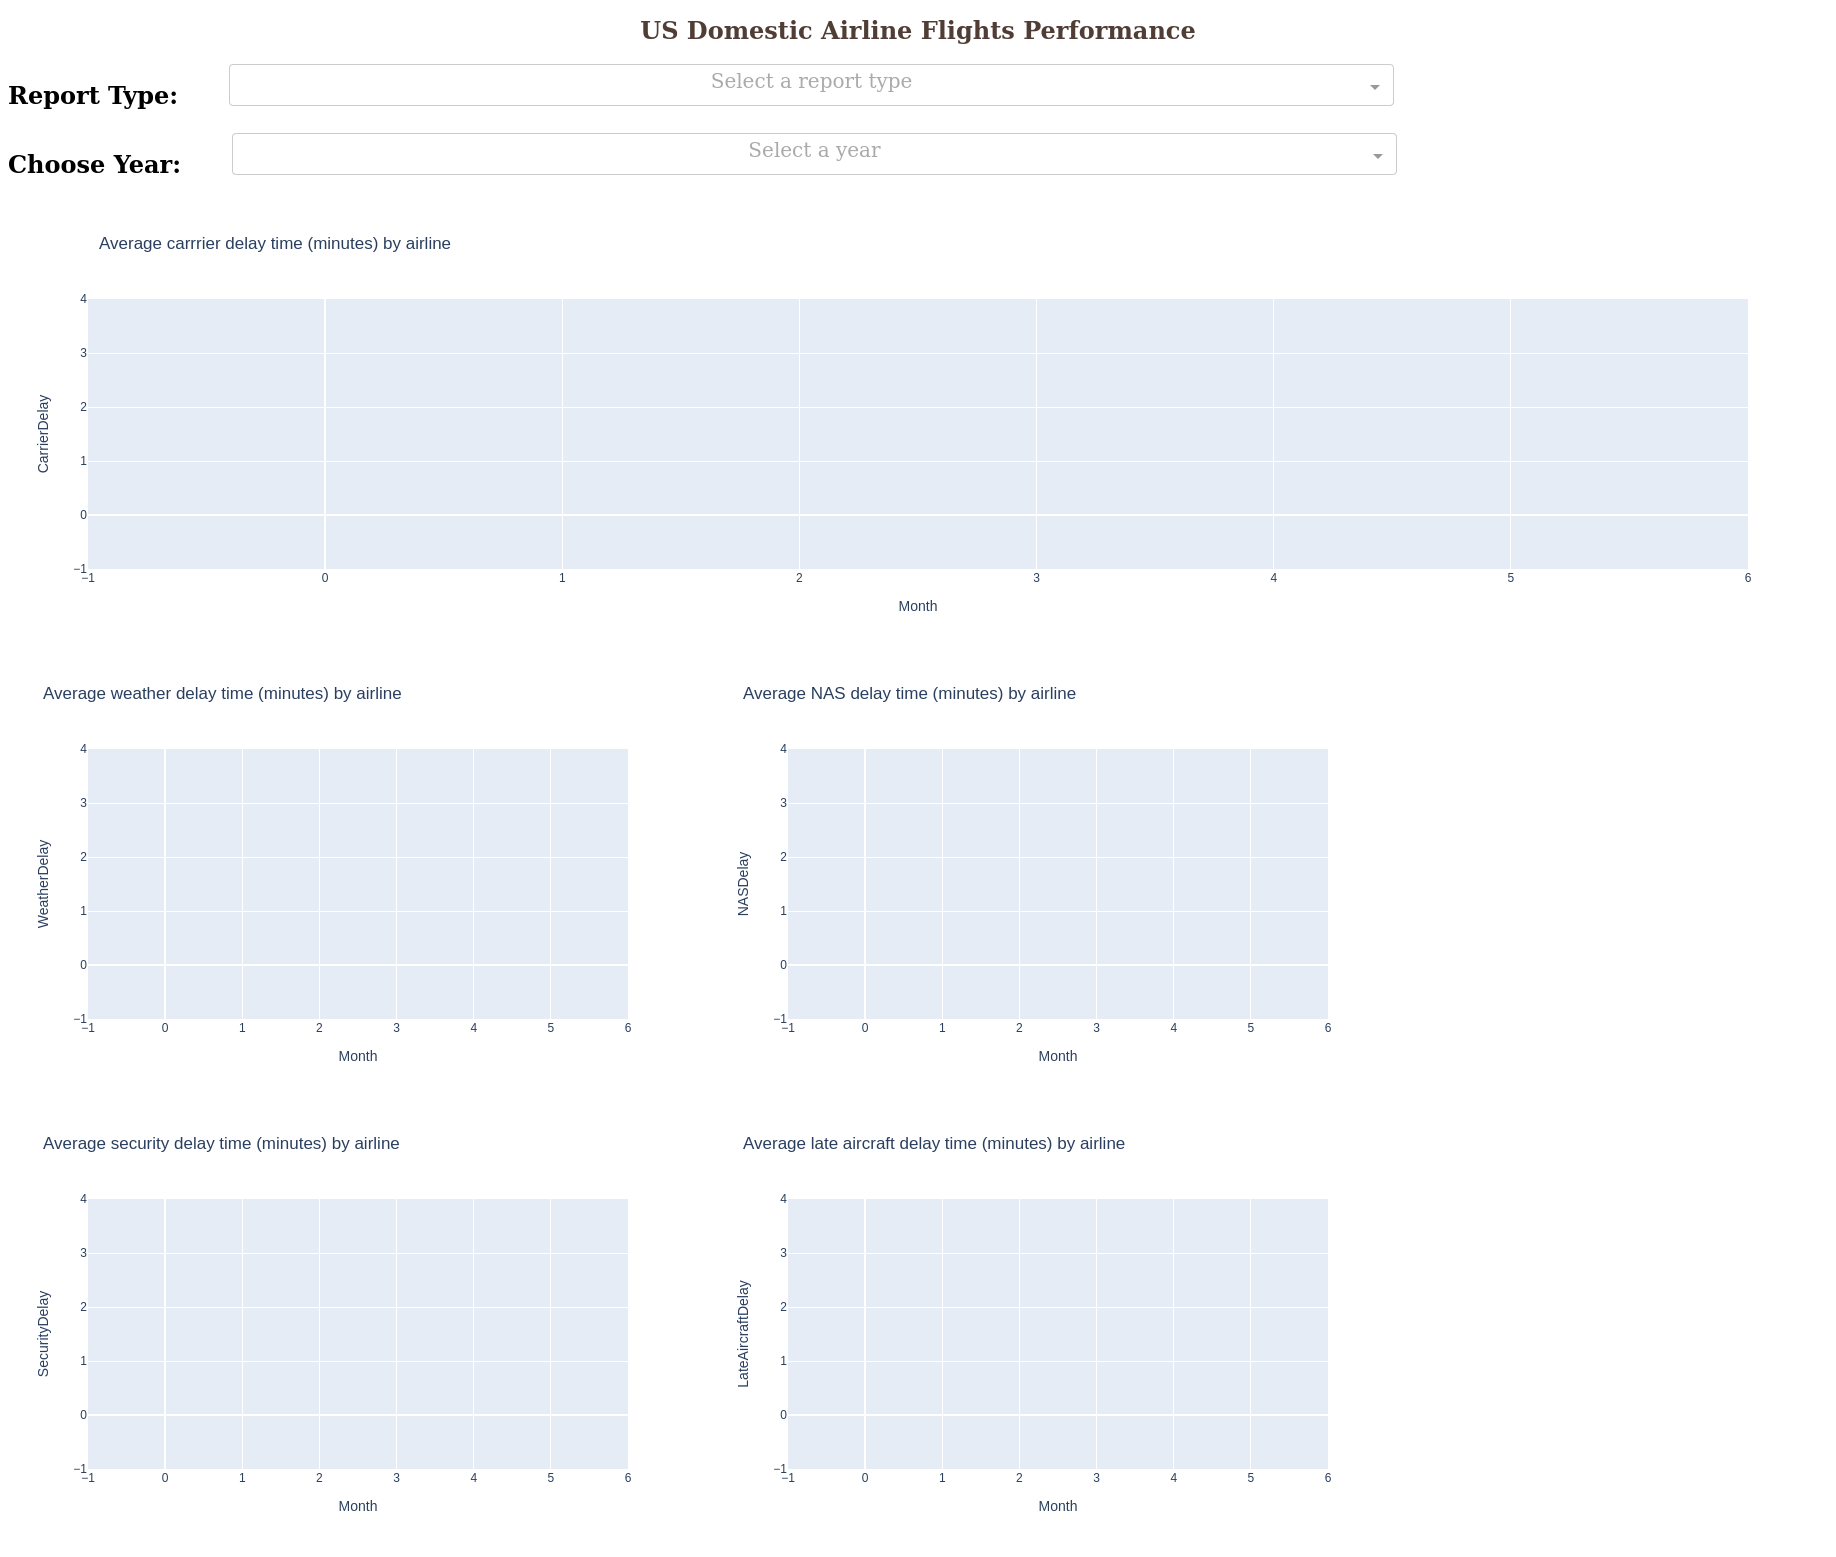 US Domestic Airline Flights Performance
Report Type:
Select a report type
Choose Year:
Select a year
Average carrrier delay time (minutes) by airline
4
3
2
1
0
−1
CarrierDelay
−1 0 1 2 3 4 5 6
Month
Average weather delay time (minutes) by airline
4
3
2
1
0
−1
WeatherDelay
−1 0 1 2 3 4 5 6
Month
Average NAS delay time (minutes) by airline
4
3
2
1
0
−1
NASDelay
−1 0 1 2 3 4 5 6
Month
Average security delay time (minutes) by airline
4
3
2
1
0
−1
SecurityDelay
−1 0 1 2 3 4 5 6
Month
Average late aircraft delay time (minutes) by airline
4
3
2
1
0
−1
LateAircraftDelay
−1 0 1 2 3 4 5 6
Month